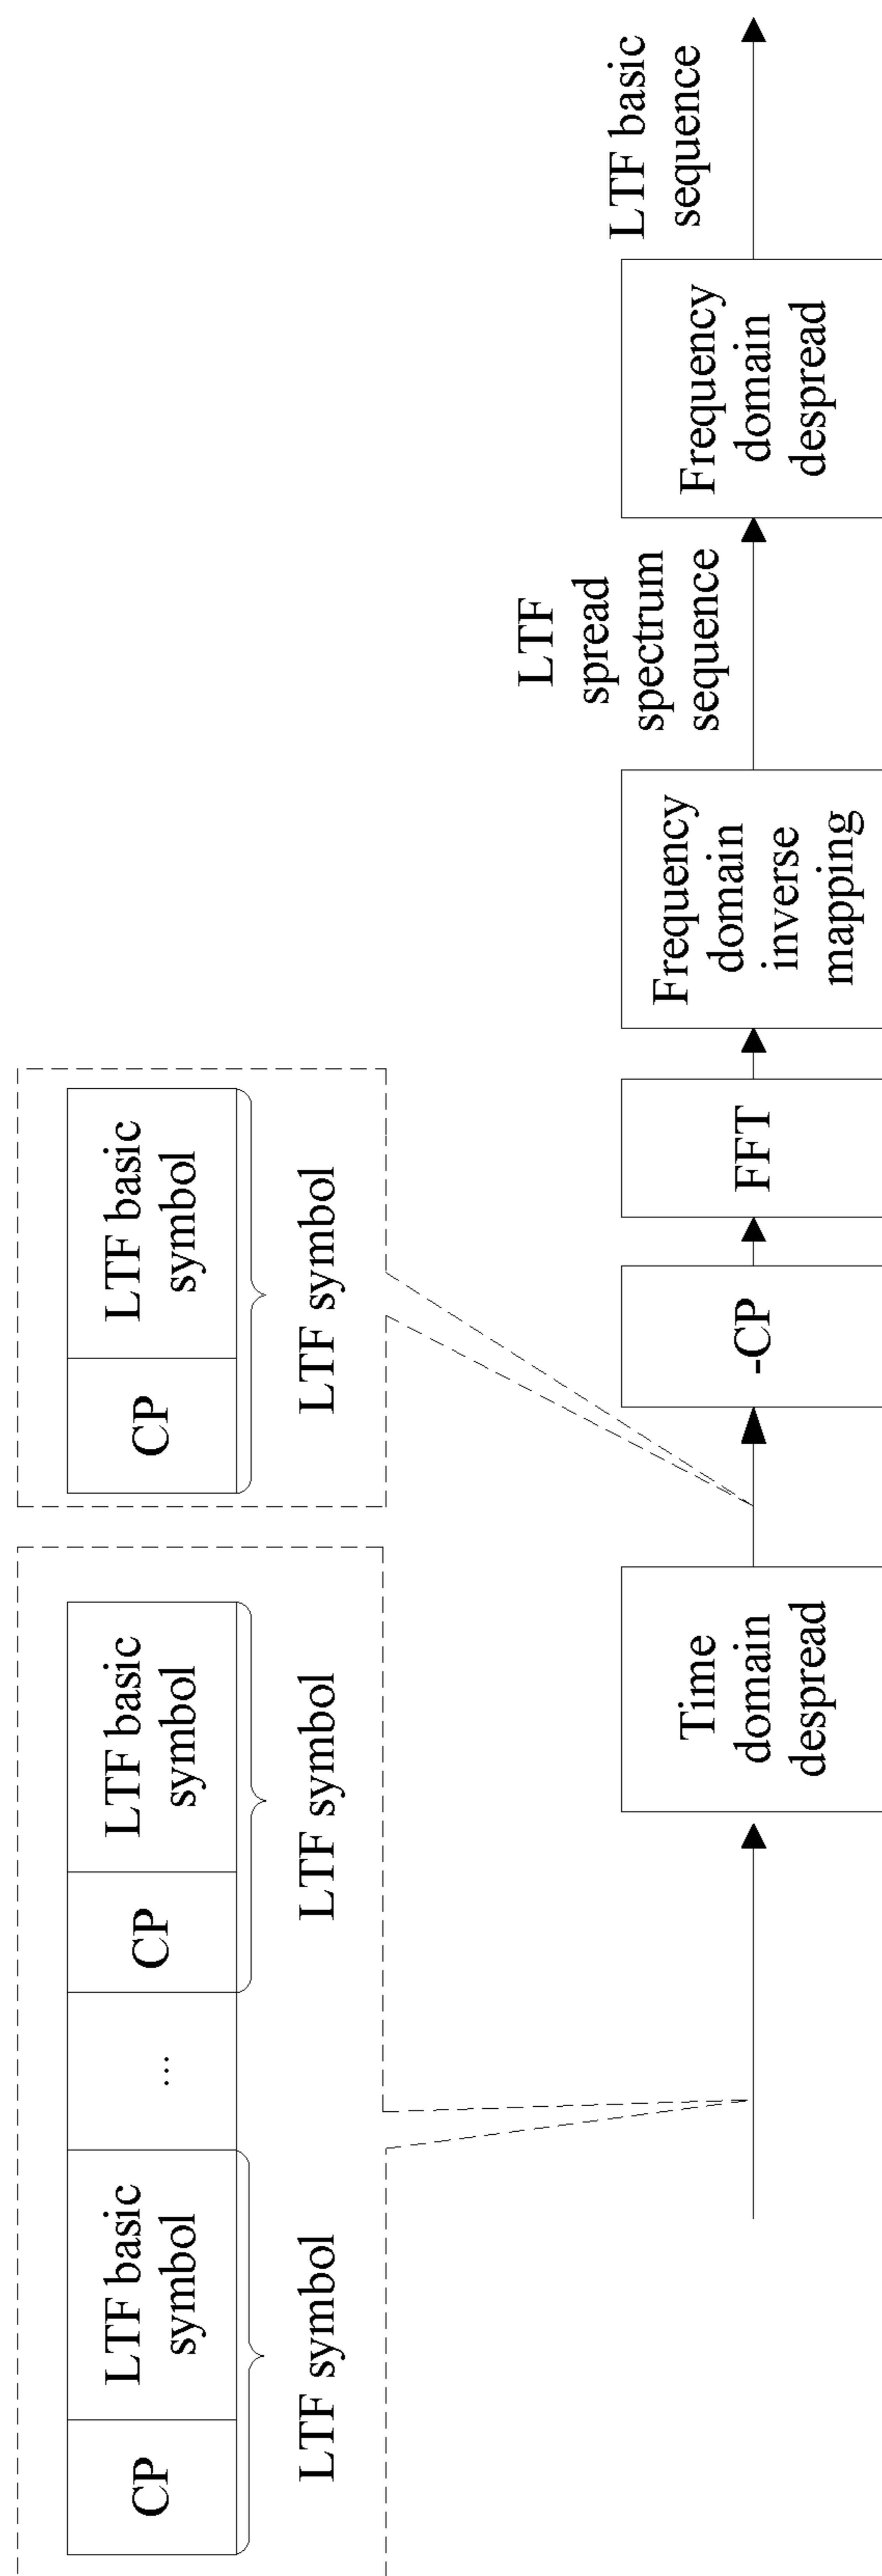 CP
LTF basic
symbol
...
CP
LTF basic
symbol
LTF symbol
LTF symbol
CP
LTF basic
symbol
LTF symbol
Time
domain
despread
-CP
FFT
Frequency
domain
inverse
mapping
LTF
spread
spectrum
sequence
Frequency
domain
despread
LTF basic
sequence